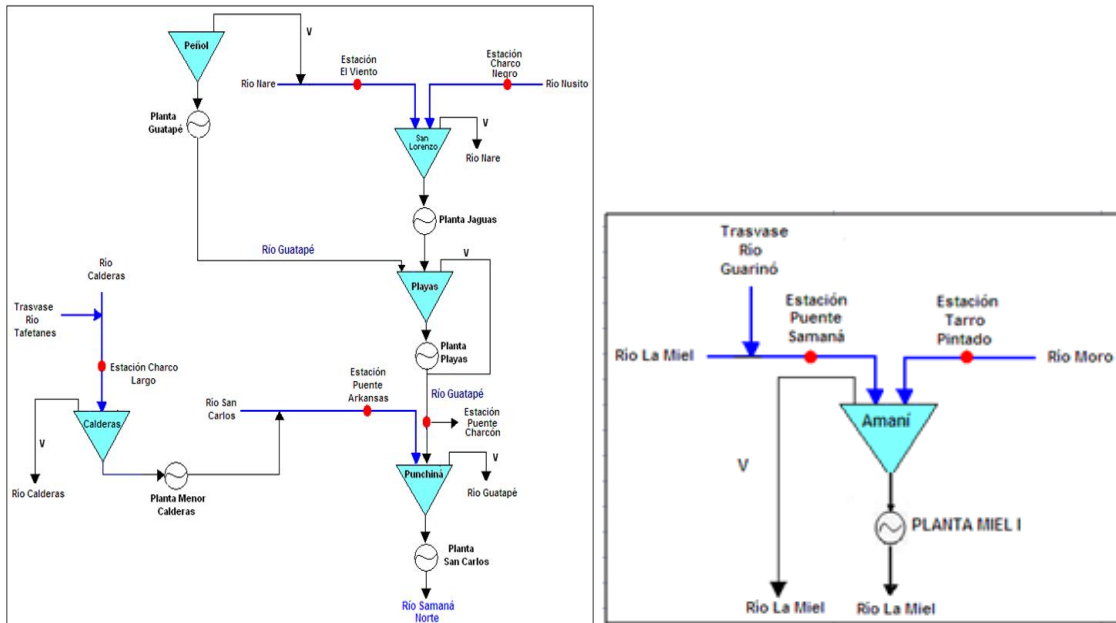 Peñol
V
Estación
El Viento
Estación
Charco
Negro
Río Nare
Río Nusito
Planta
Guatapé
San
Lorenzo
V
Río Nare
Planta Jaguas
Río Guatapé
V
Río
Calderas
Playas
Trasvase
Río
Tafetanes
Planta
Playas
Estación Charco
Largo
Estación
Puente
Arkansas
Río Guatapé
Río San
Carlos
Estación
Puente
Charcón
Calderas
V
Punchiná
V
Río Calderas
Planta Menor
Calderas
Río Guatapé
Planta
San Carlos
Río Samaná
Norte
Trasvase
Río
Guarinó
Estación
Puente
Samaná
Estación
Tarro
Pintado
Río La Miel
Río Moro
Amaní
V
PLANTA MIEL I
Río La Miel
Río La Miel